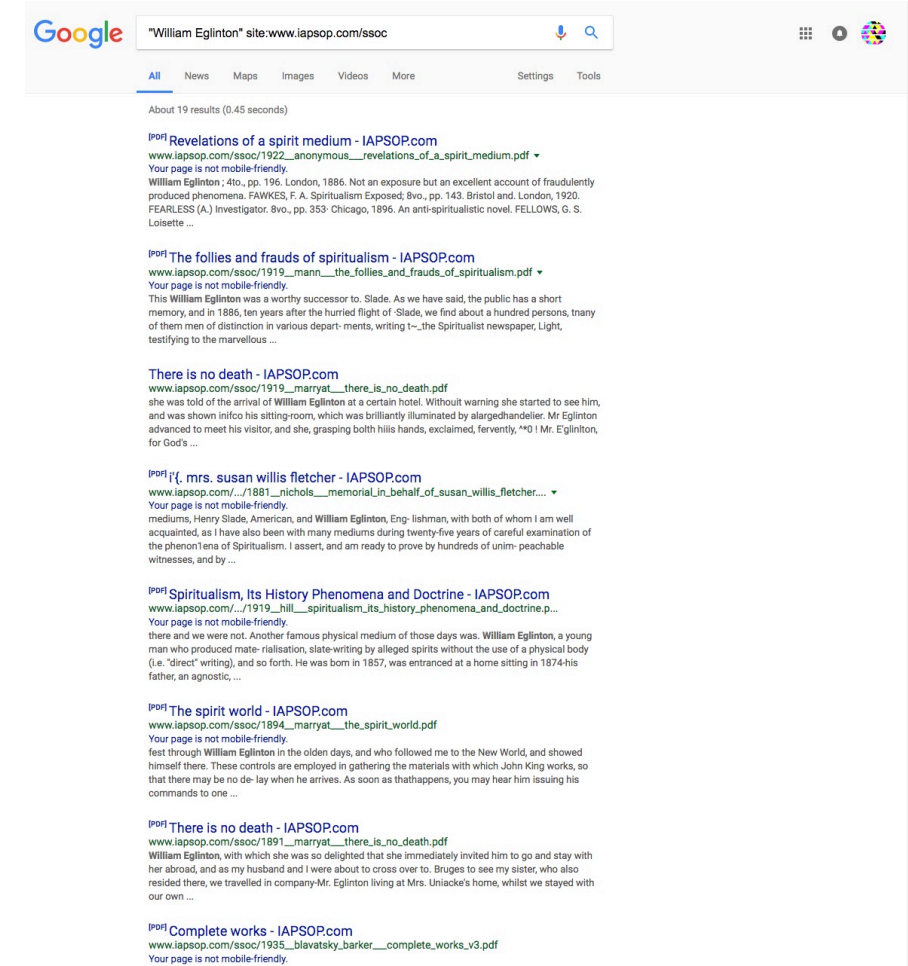 Google
"William Eglinton" site:www.iapsop.com/ssoc
All News Maps Images Videos More Settings Tools
About 19 results (0.45 seconds)
[PDF] Revelations of a spirit medium - IAPSOP.com
www.iapsop.com/ssoc/1922__anonymous___revelations_of_a_spirit_medium.pdf
Your page is not mobile-friendly.
William Eglinton ; 4to., pp. 196. London, 1886. Not an exposure but an excellent account of fraudulently
produced phenomena. FAWKES, F. A. Spiritualism Exposed; 8vo., pp. 143. Bristol and. London, 1920.
FEARLESS (A.) Investigator. 8vo., pp. 353· Chicago, 1896. An anti-spiritualistic novel. FELLOWS, G. S.
Loisette ...
[PDF] The follies and frauds of spiritualism - IAPSOP.com
www.iapsop.com/ssoc/1919__mann___the_follies_and_frauds_of_spiritualism.pdf
Your page is not mobile-friendly.
This William Eglinton was a worthy successor to. Slade. As we have said, the public has a short
memory, and in 1886, ten years after the hurried flight of ·Slade, we find about a hundred persons, tnany
of them men of distinction in various depart- ments, writing t~_the Spiritualist newspaper, Light,
testifying to the marvellous ...
There is no death - IAPSOP.com
www.iapsop.com/ssoc/1919__marryat___there_is_no_death.pdf
she was told of the arrival of William Eglinton at a certain hotel. Withouit warning she started to see him,
and was shown inifco his sitting-room, which was brilliantly illuminated by alargedhandelier. Mr Eglinton
advanced to meet his visitor, and she, grasping bolth hiiis hands, exclaimed, fervently, ^*0 ! Mr. E'glinlton,
for God's ...
[PDF] i'{. mrs. susan willis fletcher - IAPSOP.com
www.iapsop.com/.../1881__nichols___memorial_in_behalf_of_susan_willis_fletcher....
Your page is not mobile-friendly.
mediums, Henry Slade, American, and William Eglinton, Eng- lishman, with both of whom I am well
acquainted, as I have also been with many mediums during twenty-five years of careful examination of
the phenon1ena of Spiritualism. I assert, and am ready to prove by hundreds of unim- peachable
witnesses, and by ...
[PDF] Spiritualism, Its History Phenomena and Doctrine - IAPSOP.com
www.iapsop.com/.../1919__hill___spiritualism_its_history_phenomena_and_doctrine.p...
Your page is not mobile-friendly.
there and we were not. Another famous physical medium of those days was. William Eglinton, a young
man who produced mate- rialisation, slate-writing by alleged spirits without the use of a physical body
(i.e. "direct" writing), and so forth. He was bom in 1857, was entranced at a home sitting in 1874-his
father, an agnostic, ...
[PDF] The spirit world - IAPSOP.com
www.iapsop.com/ssoc/1894__marryat___the_spirit_world.pdf
Your page is not mobile-friendly.
fest through William Eglinton in the olden days, and who followed me to the New World, and showed
himself there. These controls are employed in gathering the materials with which John King works, so
that there may be no de- lay when he arrives. As soon as thathappens, you may hear him issuing his
commands to one ...
[PDF] There is no death - IAPSOP.com
www.iapsop.com/ssoc/1891__marryat___there_is_no_death.pdf
William Eglinton, with which she was so delighted that she immediately invited him to go and stay with
her abroad, and as my husband and I were about to cross over to. Bruges to see my sister, who also
resided there, we travelled in company-Mr. Eglinton living at Mrs. Uniacke's home, whilst we stayed with
our own ...
[PDF] Complete works - IAPSOP.com
www.iapsop.com/ssoc/1935__blavatsky_barker___complete_works_v3.pdf
Your page is not mobile-friendly.